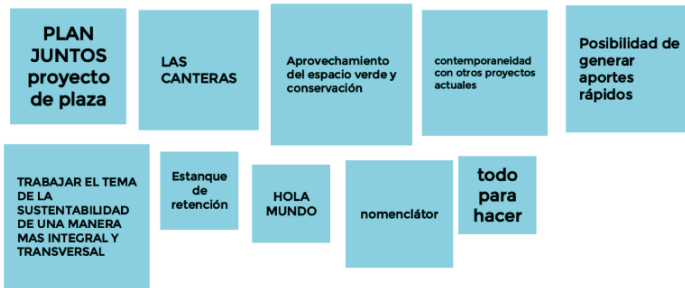 PLAN
JUNTOS
proyecto
de plaza
LAS
CANTERAS
Aprovechamiento
del espacio verde y
conservación
contemporaneidad
con otros proyectos
actuales
Posibilidad de
generar
aportes
rápidos
TRABAJAR EL TEMA
DE LA
SUSTENTABILIDAD
DE UNA MANERA
MAS INTEGRAL Y
TRANSVERSAL
Estanque
de
retención
HOLA
MUNDO
nomenclátor
todo
para
hacer